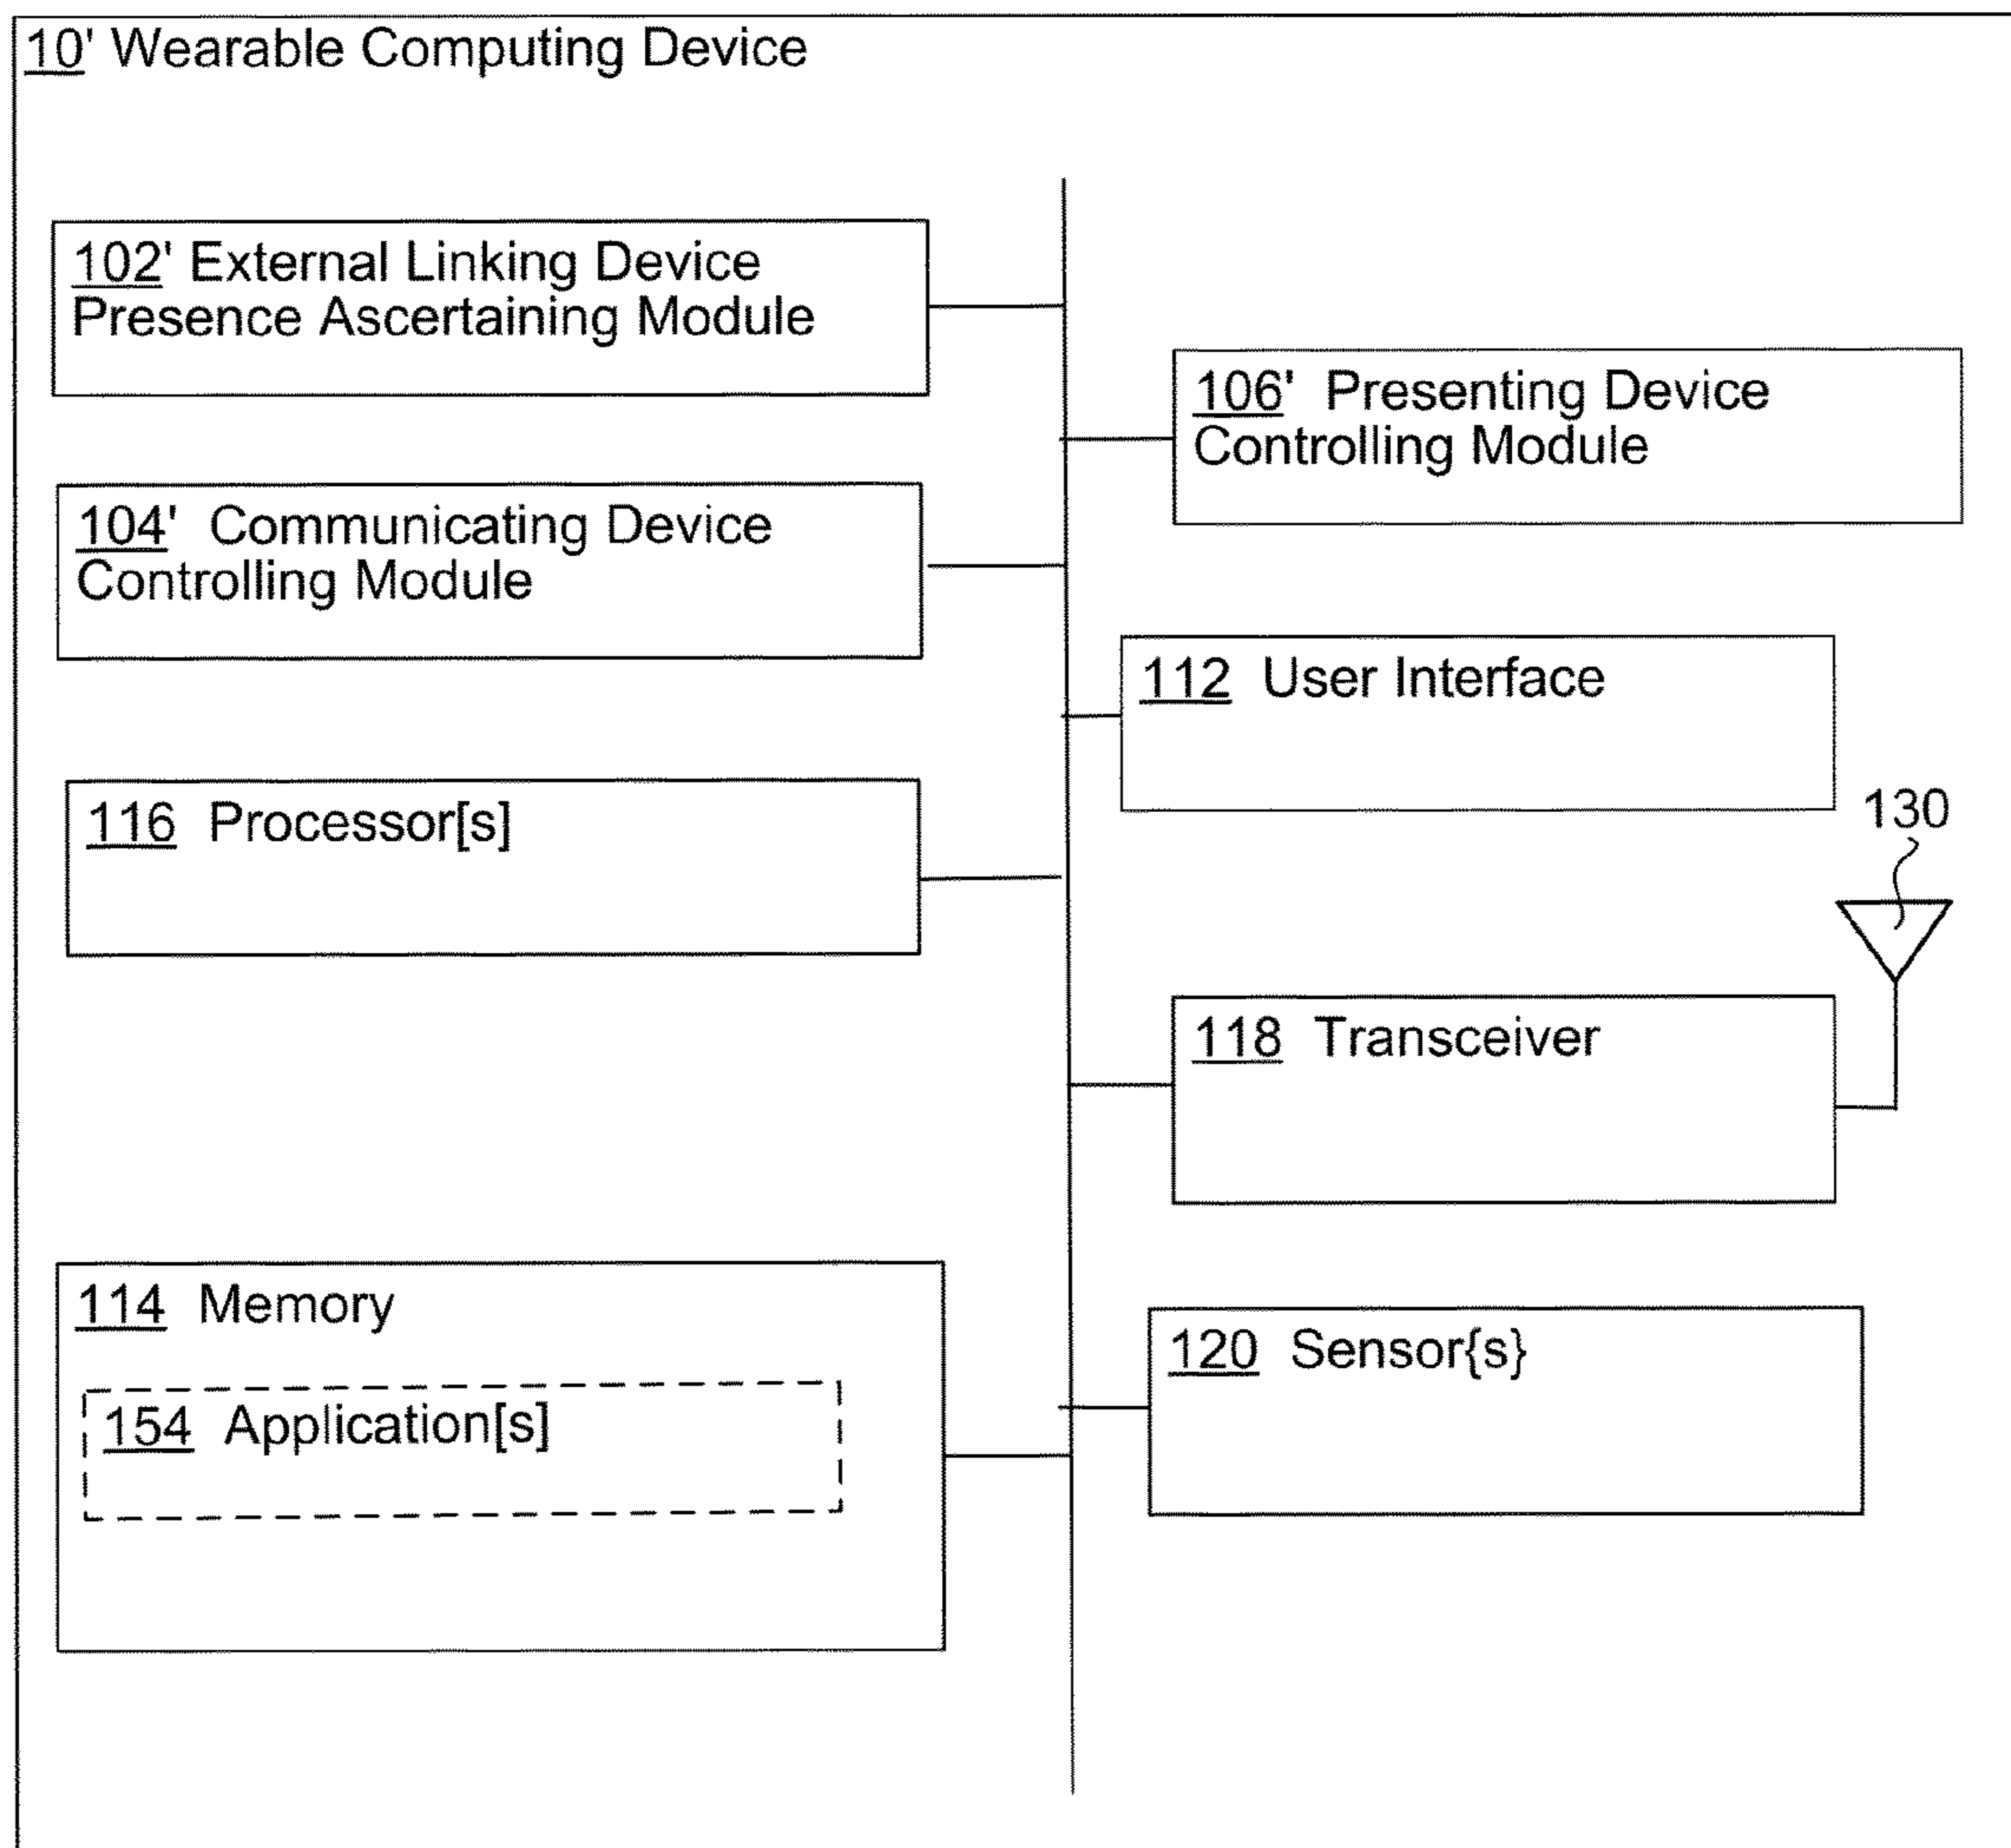 10' Wearable Computing Device
102' External Linking Device
Presence Ascertaining Module
106' Presenting Device
Controlling Module
104' Communicating Device
Controlling Module
112 User Interface
116 Processor[s]
130
118 Transceiver
114 Memory
120 Sensor{s}
154 Application[s]